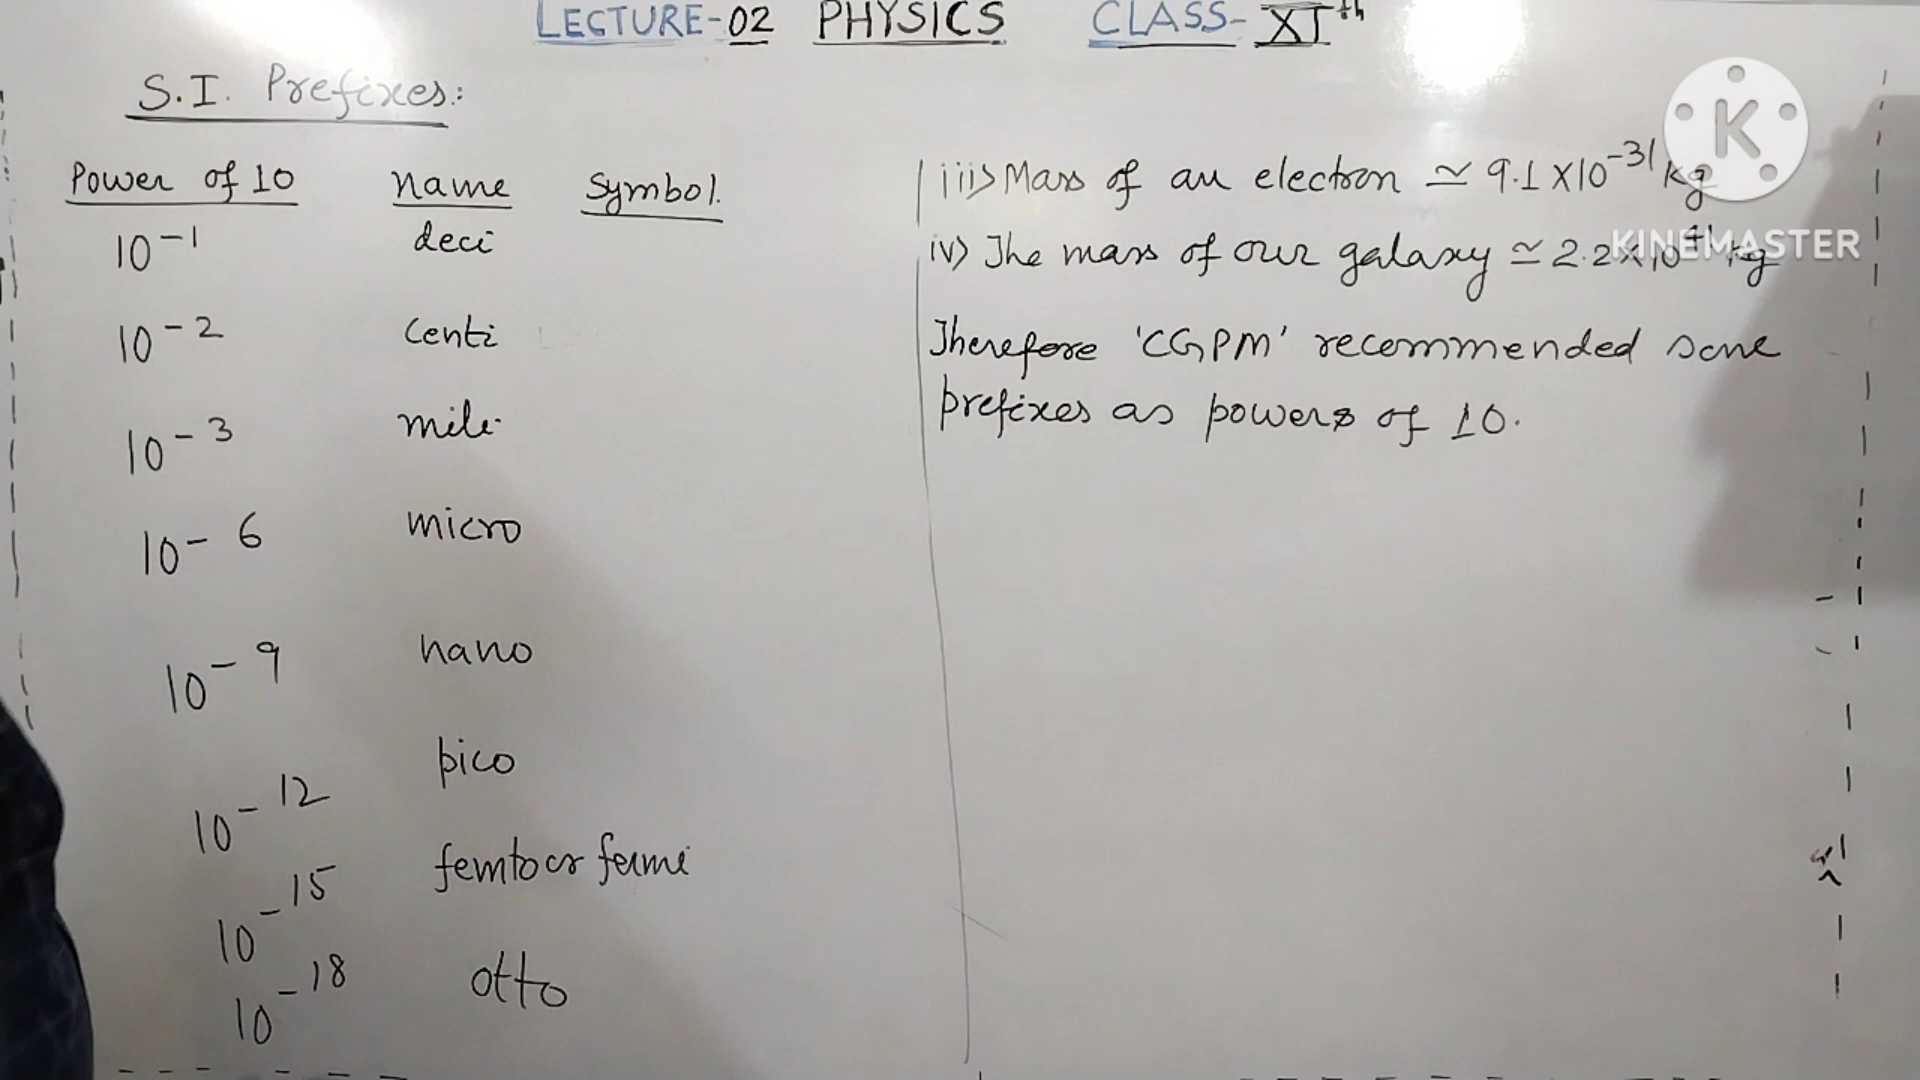 LECTURE-02 PHYSICS CLASS-XIth
S.I. Prefixes:
Power of 10 name symbol.
10^-1 deci
10^-2 centi
10^-3 mili
10^-6 micro
10^-9 nano
10^-12 pico
10^-15 femto or fermi
10^-18 otto
iii) Mass of an electron ≃ 9.1 X10^-31 kg
iv) The mass of our galaxy ≃ 2.2 x 10^41 kg
Therefore 'CGPM' recommended some
prefixes as powers of 10.
K
KINEMASTER